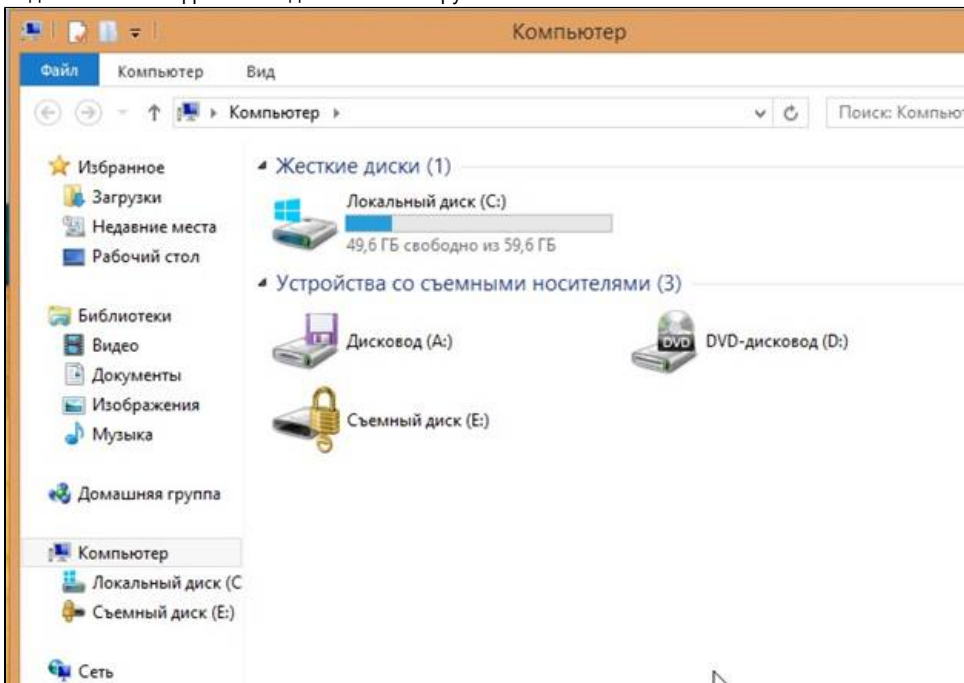 Компьютер
Файл Компьютер Вид
Компьютер
Поиск: Компьют
Избранное
Загрузки
Недавние места
Рабочий стол
Библиотеки
Видео
Документы
Изображения
Музыка
Домашняя группа
Компьютер
Локальный диск (C
Съемный диск (E:)
Сеть
Жесткие диски (1)
Локальный диск (C:)
49,6 ГБ свободно из 59,6 ГБ
Устройства со съемными носителями (3)
Дисковод (A:)
DVD
DVD-дисковод (D:)
Съемный диск (E:)